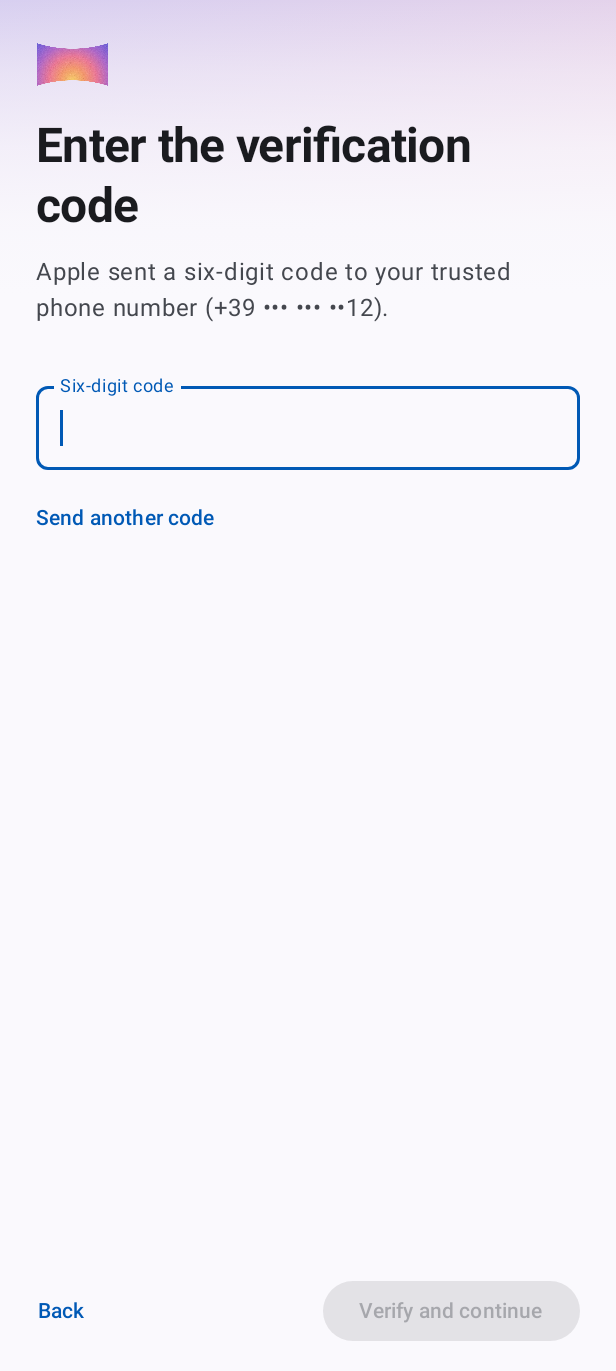 Enter the verification
code
Apple sent a six-digit code to your trusted
phone number (+39 ••• ••• ••12).
Six-digit code
Send another code
Back
Verify and continue